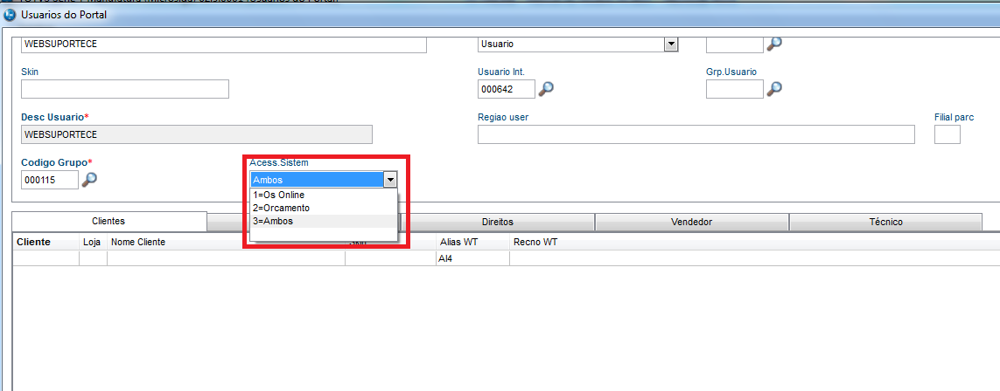 Usuarios do Portal
WEBSUPORTECE
Usuario
Skin
Usuario Int.
Grp.Usuario
000642
Desc Usuario*
Regiao user
Filial parc
WEBSUPORTECE
Codigo Grupo*
Acess.Sistem
000115
Ambos
1=Os Online
2=Orcamento
3=Ambos
Clientes
Direitos
Vendedor
Técnico
Cliente
Loja
Nome Cliente
Alias WT
Recno WT
AI4